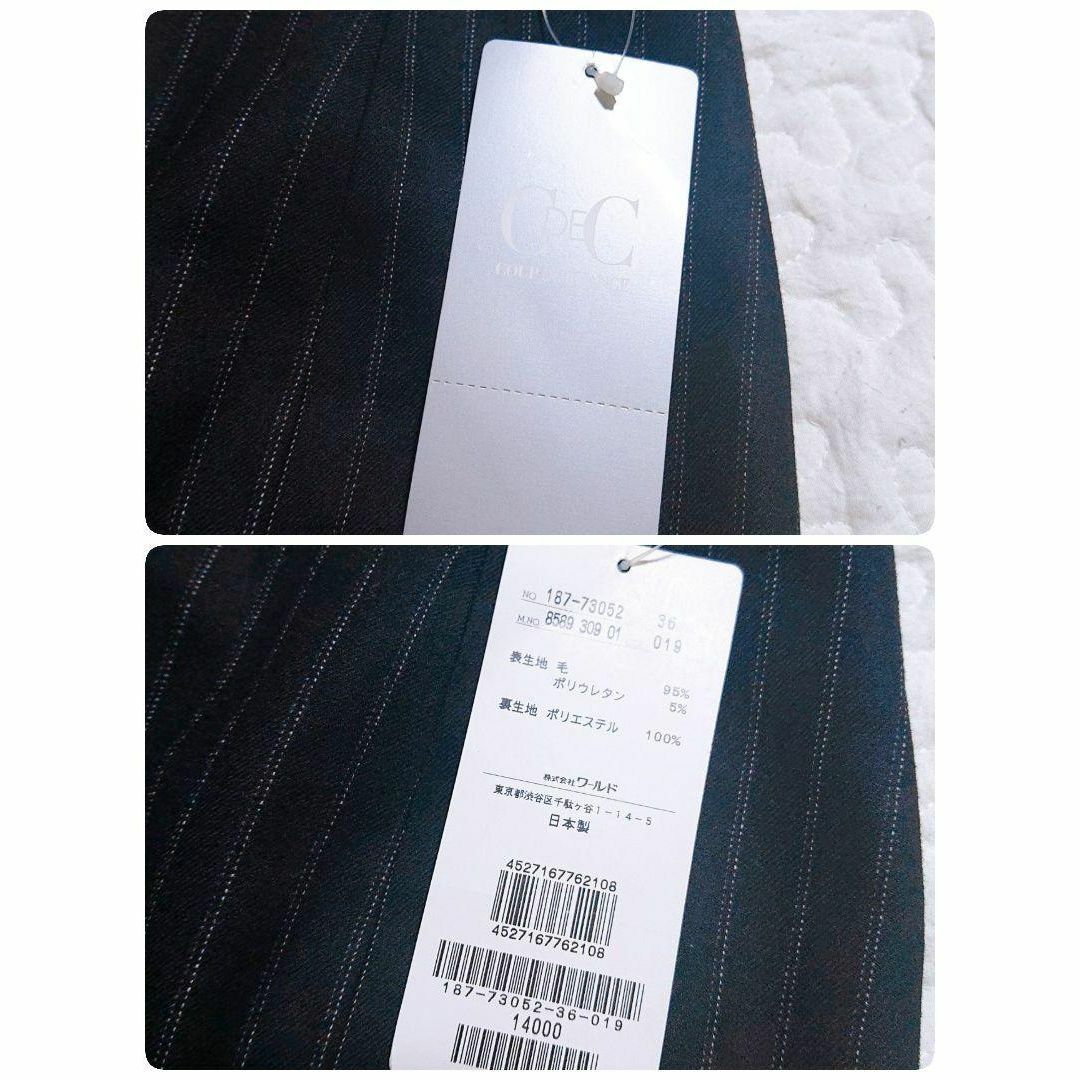 CDEC
COUP DE CHANCE
NO. 187-73052 36
M.NO. 8589 309 01 019
表生地 毛 95%
ポリウレタン 5%
裏生地 ポリエステル 100%
株式会社ワールド
東京都渋谷区千駄ヶ谷1-14-5
日本製
4527167762108
4527167762108
187-73052-36-019
14000